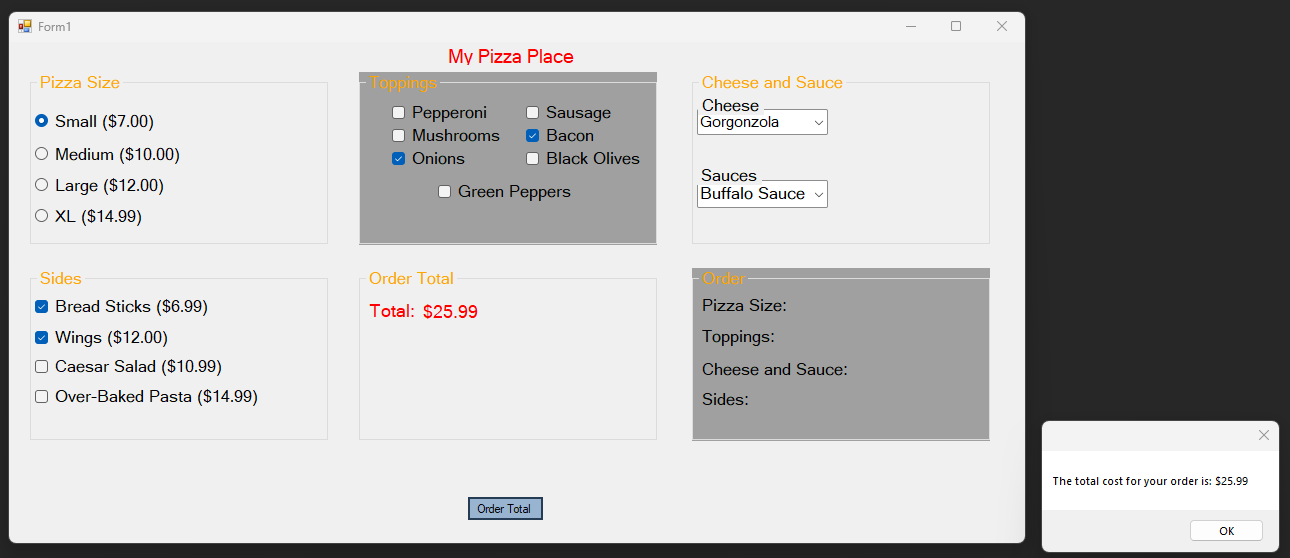 Form1
My Pizza Place
Pizza Size
Small ($7.00)
Medium ($10.00)
Large ($12.00)
XL ($14.99)
Toppings
Pepperoni
Sausage
Mushrooms
Bacon
Onions
Black Olives
Green Peppers
Cheese and Sauce
Cheese
Gorgonzola
Sauces
Buffalo Sauce
Sides
Bread Sticks ($6.99)
Wings ($12.00)
Caesar Salad ($10.99)
Over-Baked Pasta ($14.99)
Order Total
Total: $25.99
Order
Pizza Size:
Toppings:
Cheese and Sauce:
Sides:
Order Total
The total cost for your order is: $25.99
OK